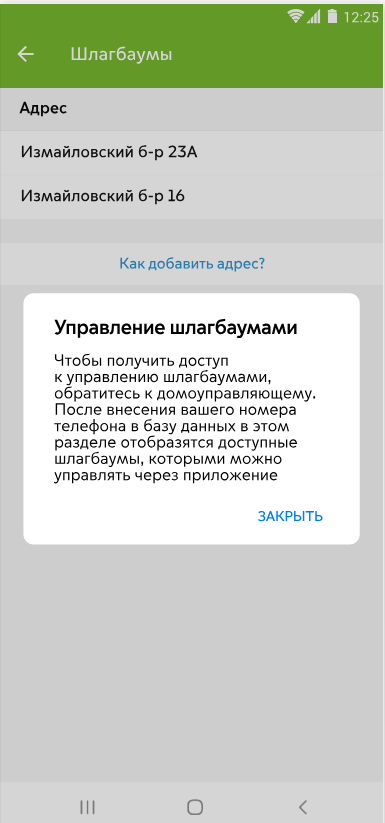 12:25
Шлагбаумы
Адрес
Измайловский б-р 23А
Измайловский б-р 16
Как добавить адрес?
Управление шлагбаумами
Чтобы получить доступ
к управлению шлагбаумами,
обратитесь к домоуправляющему.
После внесения вашего номера
телефона в базу данных в этом
разделе отобразятся доступные
шлагбаумы, которыми можно
управлять через приложение
ЗАКРЫТЬ